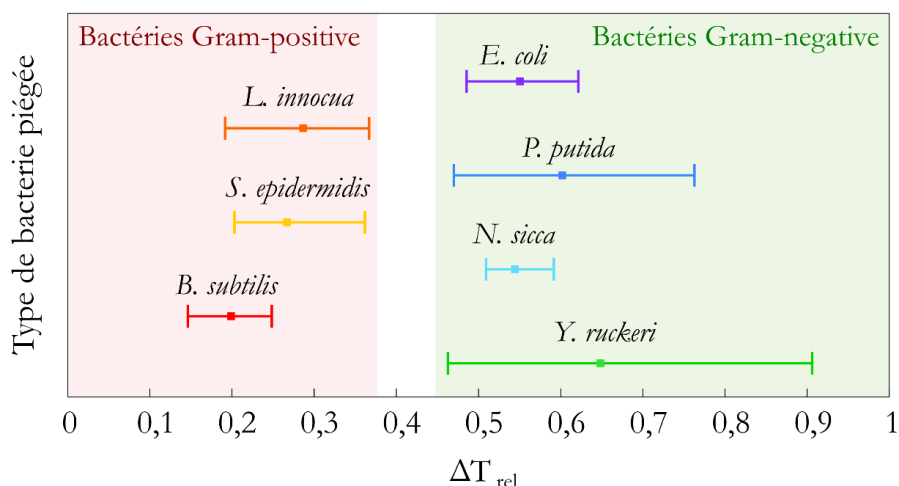 Bactéries Gram-positive
Bactéries Gram-negative
E. coli
L. innocua
P. putida
S. epidermidis
N. sicca
B. subtilis
Y. ruckeri
Type de bacterie piégée
0 0,1 0,2 0,3 0,4 0,5 0,6 0,7 0,8 0,9 1
ΔT rel